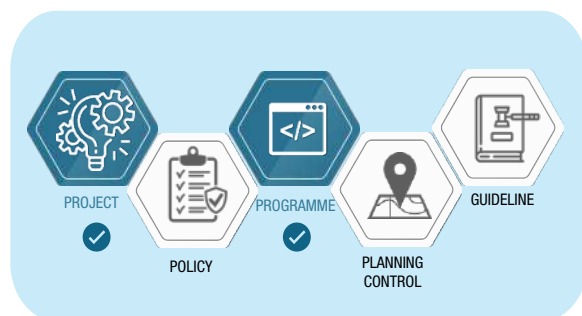 PROJECT
POLICY
</>
PROGRAMME
PLANNING
CONTROL
GUIDELINE